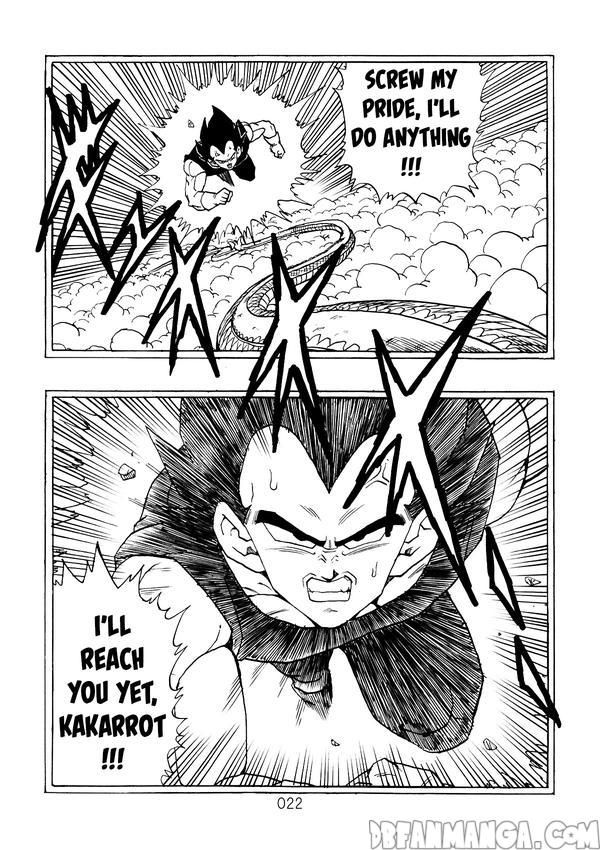 SCREW MY
PRIDE, I'LL
DO ANYTHING
!!!
I'LL
REACH
YOU YET,
KAKARROT
!!!
022
DBFANMANGA.COM